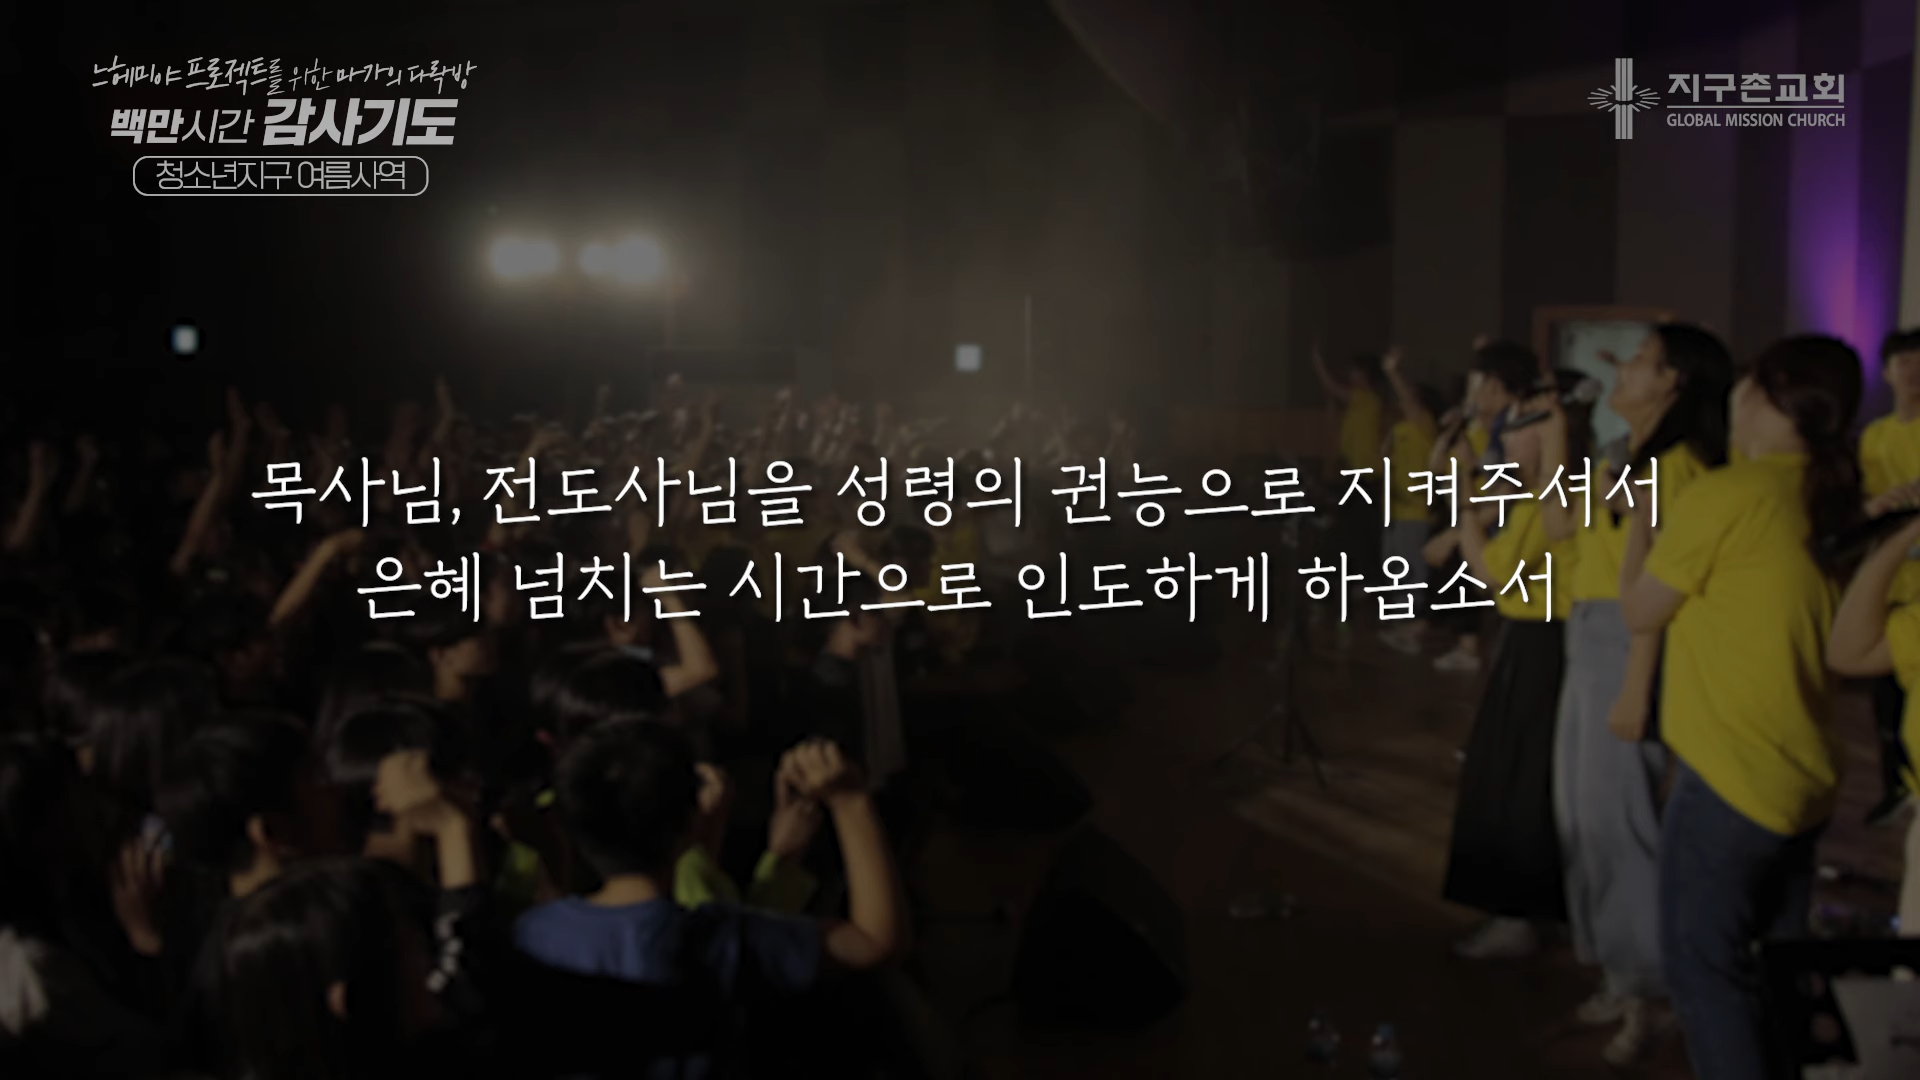 느헤미야 프로젝트를 위한 마가의 다락방
백만시간 감사기도
청소년지구 여름사역
지구촌교회
GLOBAL MISSION CHURCH
목사님, 전도사님을 성령의 권능으로 지켜주셔서
은혜 넘치는 시간으로 인도하게 하옵소서